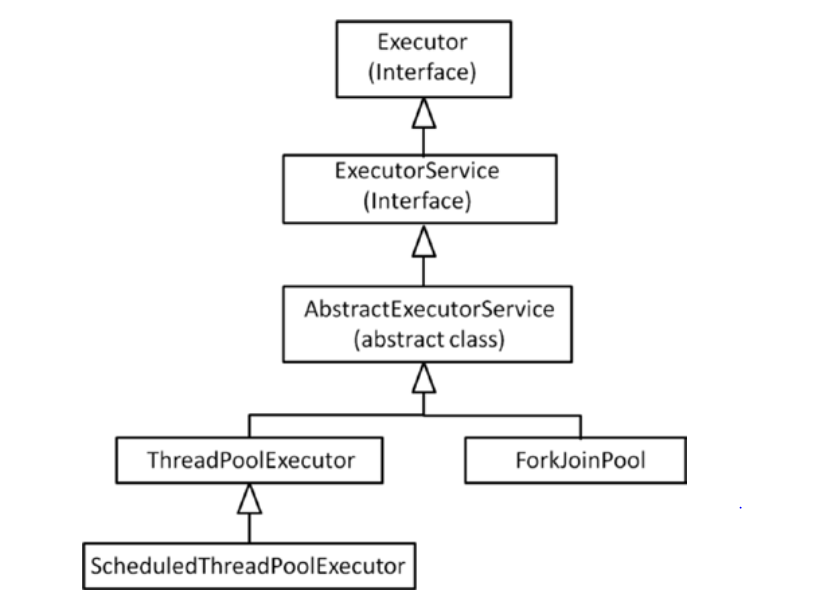 Executor
(Interface)
ExecutorService
(Interface)
AbstractExecutorService
(abstract class)
ThreadPoolExecutor
ForkJoinPool
ScheduledThreadPoolExecutor